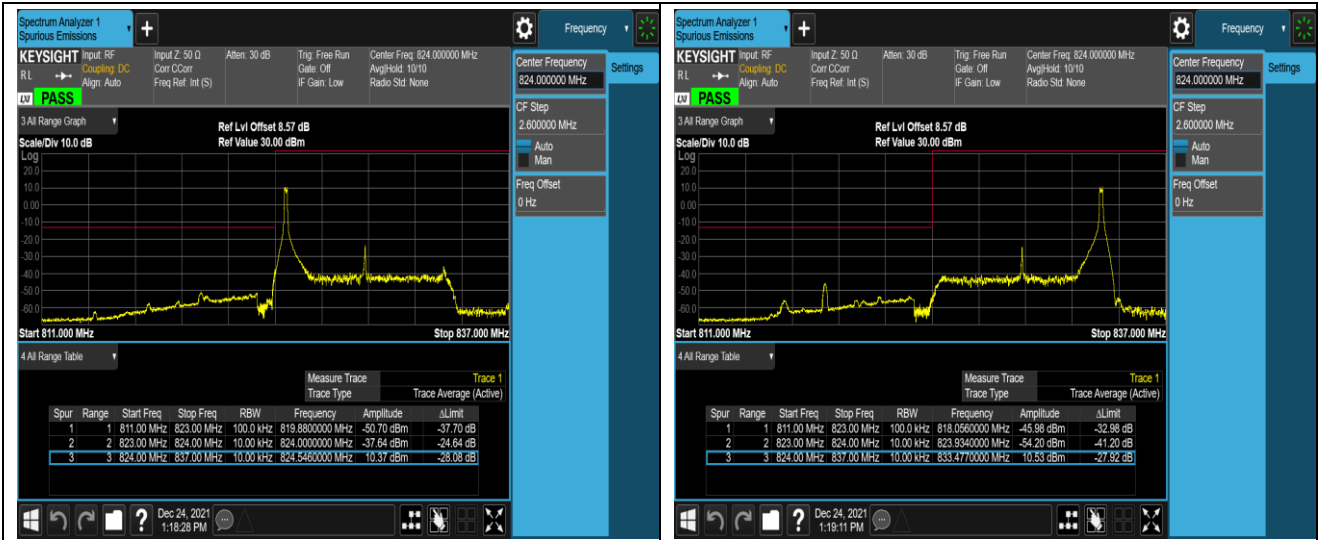 Spectrum Analyzer 1
Spurious Emissions
+
Frequency
KEYSIGHT
R L
LXI
PASS
Input: RF
Coupling: DC
Align: Auto
Input Z: 50 Ω
Corr CCorr
Freq Ref: Int (S)
Atten: 30 dB
Trig: Free Run
Gate: Off
IF Gain: Low
Center Freq: 824.000000 MHz
Avg|Hold: 10/10
Radio Std: None
Center Frequency
824.000000 MHz
Settings
CF Step
2.600000 MHz
Auto
Man
Freq Offset
0 Hz
3 All Range Graph
Scale/Div 10.0 dB
Ref Lvl Offset 8.57 dB
Ref Value 30.00 dBm
Log
20.0
10.0
0.00
-10.0
-20.0
-30.0
-40.0
-50.0
-60.0
Start 811.000 MHz
Stop 837.000 MHz
4 All Range Table
Measure Trace Trace 1
Trace Type Trace Average (Active)
Spur Range Start Freq Stop Freq RBW Frequency Amplitude ΔLimit
1 1 811.00 MHz 823.00 MHz 100.0 kHz 819.8800000 MHz -50.70 dBm -37.70 dB
2 2 823.00 MHz 824.00 MHz 10.00 kHz 824.0000000 MHz -37.64 dBm -24.64 dB
3 3 824.00 MHz 837.00 MHz 10.00 kHz 824.5460000 MHz 10.37 dBm -28.08 dB
?
Dec 24, 2021
1:18:28 PM
Spectrum Analyzer 1
Spurious Emissions
+
Frequency
KEYSIGHT
R L
LXI
PASS
Input: RF
Coupling: DC
Align: Auto
Input Z: 50 Ω
Corr CCorr
Freq Ref: Int (S)
Atten: 30 dB
Trig: Free Run
Gate: Off
IF Gain: Low
Center Freq: 824.000000 MHz
Avg|Hold: 10/10
Radio Std: None
Center Frequency
824.000000 MHz
Settings
CF Step
2.600000 MHz
Auto
Man
Freq Offset
0 Hz
3 All Range Graph
Scale/Div 10.0 dB
Ref Lvl Offset 8.57 dB
Ref Value 30.00 dBm
Log
20.0
10.0
0.00
-10.0
-20.0
-30.0
-40.0
-50.0
-60.0
Start 811.000 MHz
Stop 837.000 MHz
4 All Range Table
Measure Trace Trace 1
Trace Type Trace Average (Active)
Spur Range Start Freq Stop Freq RBW Frequency Amplitude ΔLimit
1 1 811.00 MHz 823.00 MHz 100.0 kHz 818.0560000 MHz -45.98 dBm -32.98 dB
2 2 823.00 MHz 824.00 MHz 10.00 kHz 823.9340000 MHz -54.20 dBm -41.20 dB
3 3 824.00 MHz 837.00 MHz 10.00 kHz 833.4770000 MHz 10.53 dBm -27.92 dB
?
Dec 24, 2021
1:19:11 PM